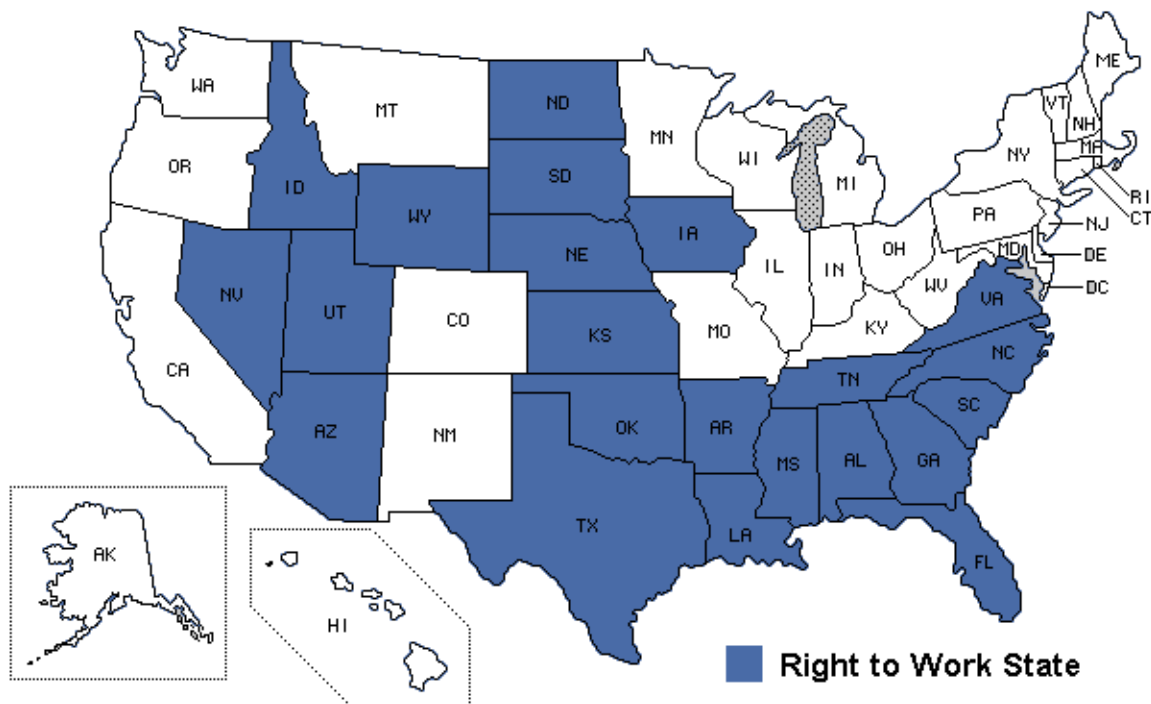 ME
WA
VT
MT
ND
NH
MN
MA
OR
WI
NY
SD
ID
MI
RI
WY
CT
PA
NJ
IA
NE
OH
MD
DE
IL
IN
NV
WV
DC
UT
VA
CO
KS
MO
KY
CA
NC
TN
SC
AZ
OK
AR
NM
MS
AL
GA
TX
LA
AK
FL
HI
Right to Work State